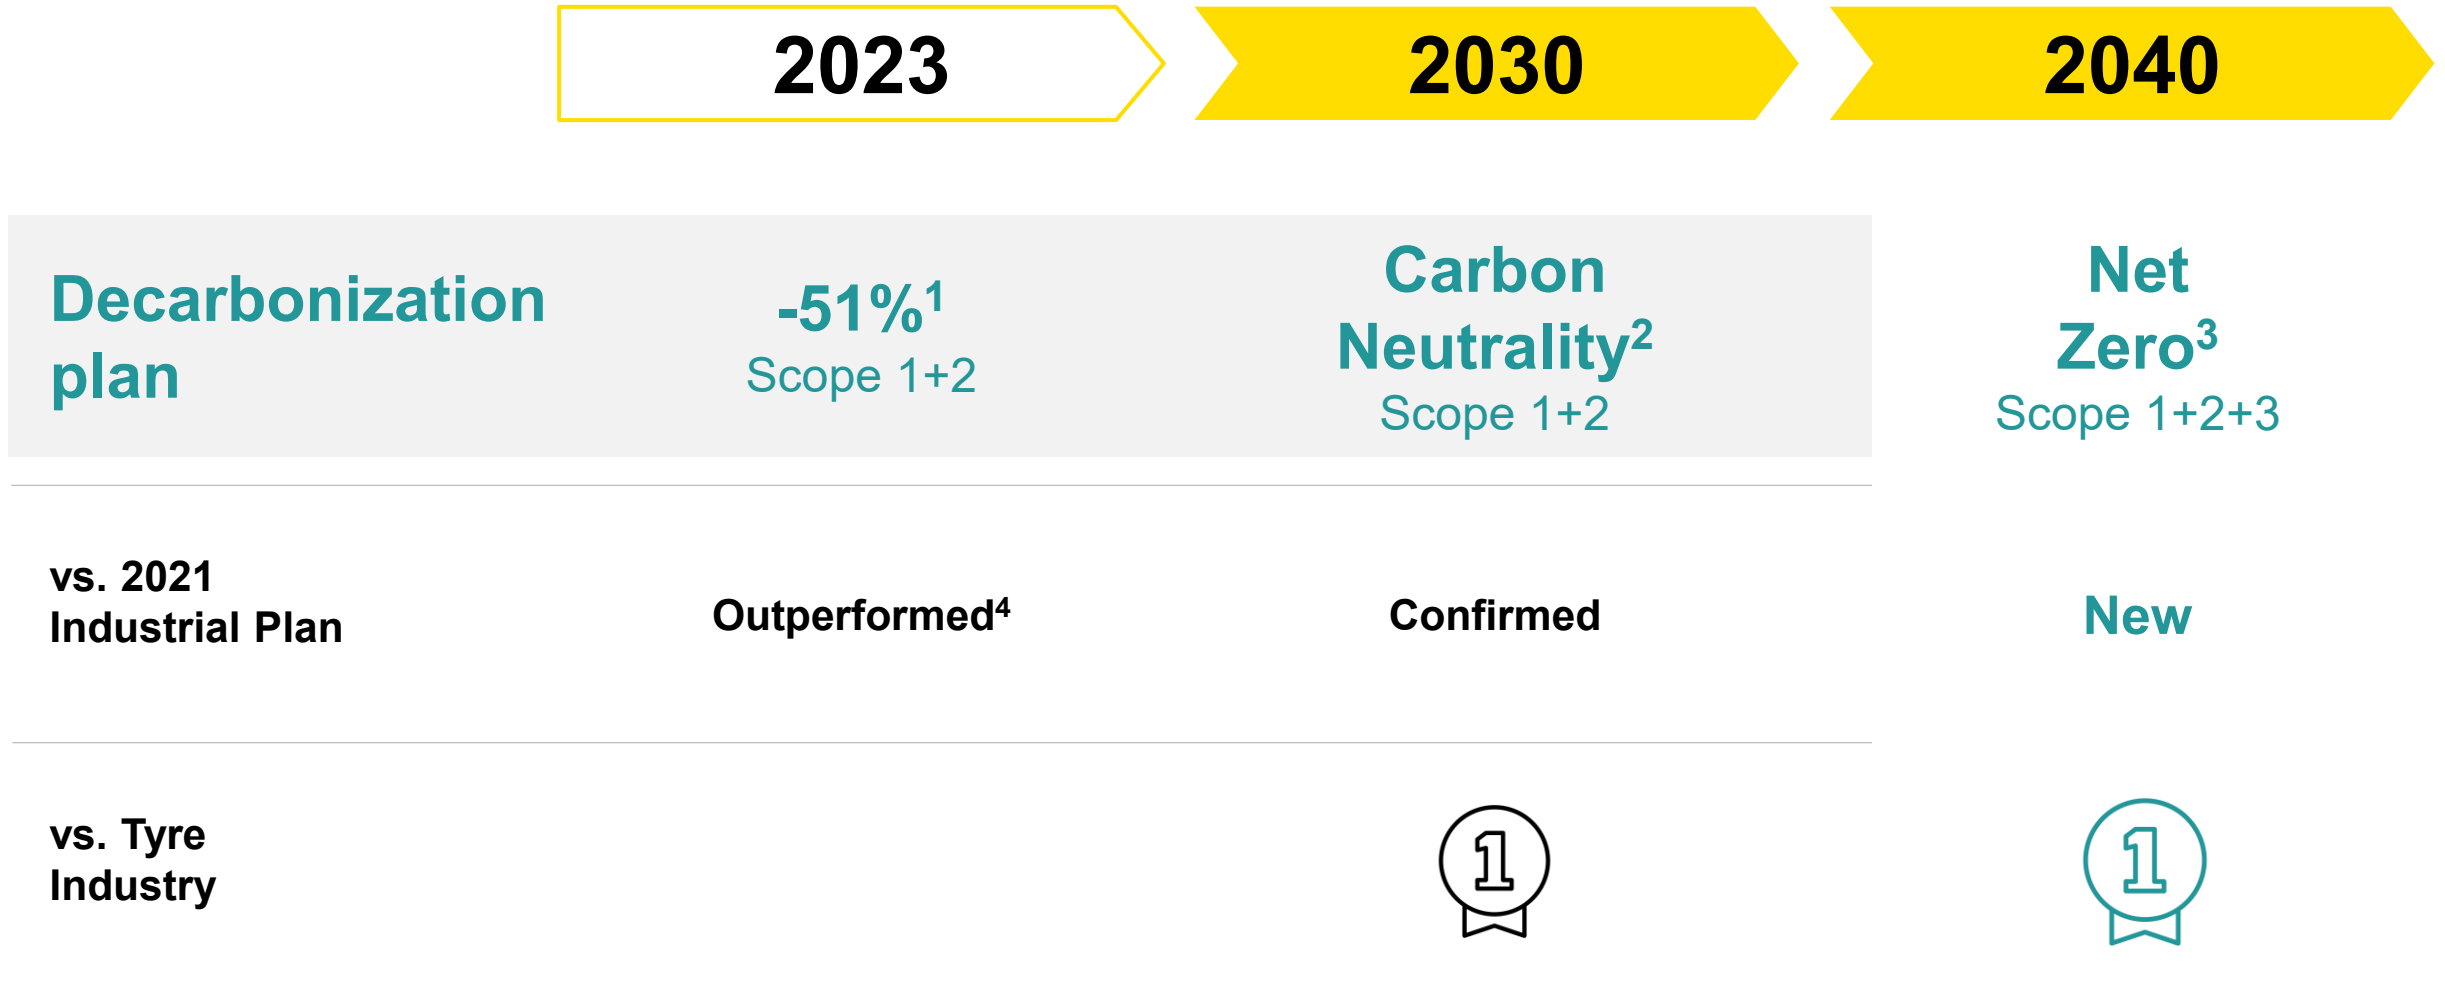 2023
2030
2040
Decarbonization
plan
-51%¹
Scope 1+2
Carbon
Neutrality²
Scope 1+2
Net
Zero³
Scope 1+2+3
vs. 2021
Industrial Plan
Outperformed⁴
Confirmed
New
vs. Tyre
Industry
1
1